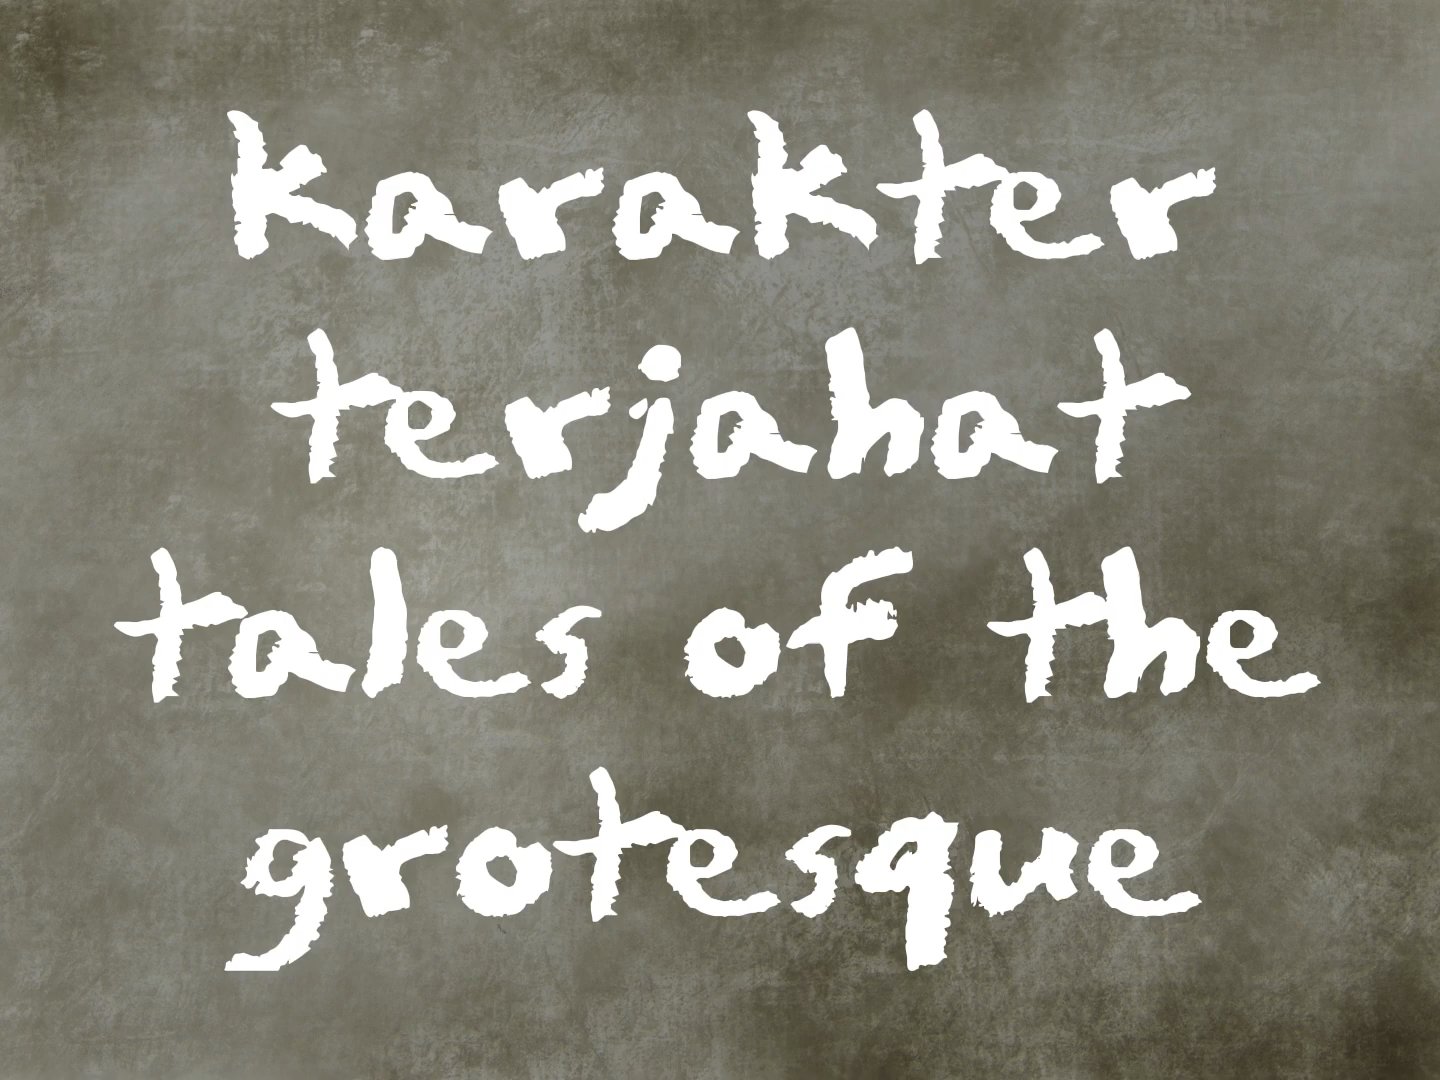 karakter
terjahat
tales of the
grotesque